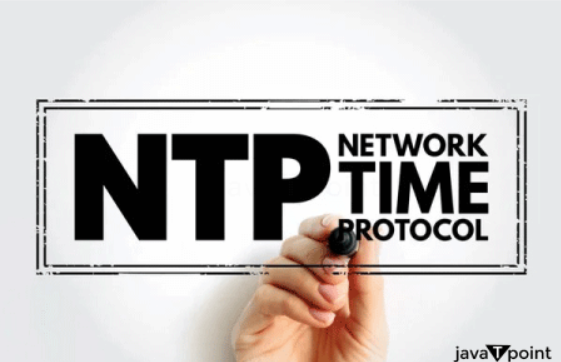 NTP
NETWORK
TIME
PROTOCOL
javaTpoint